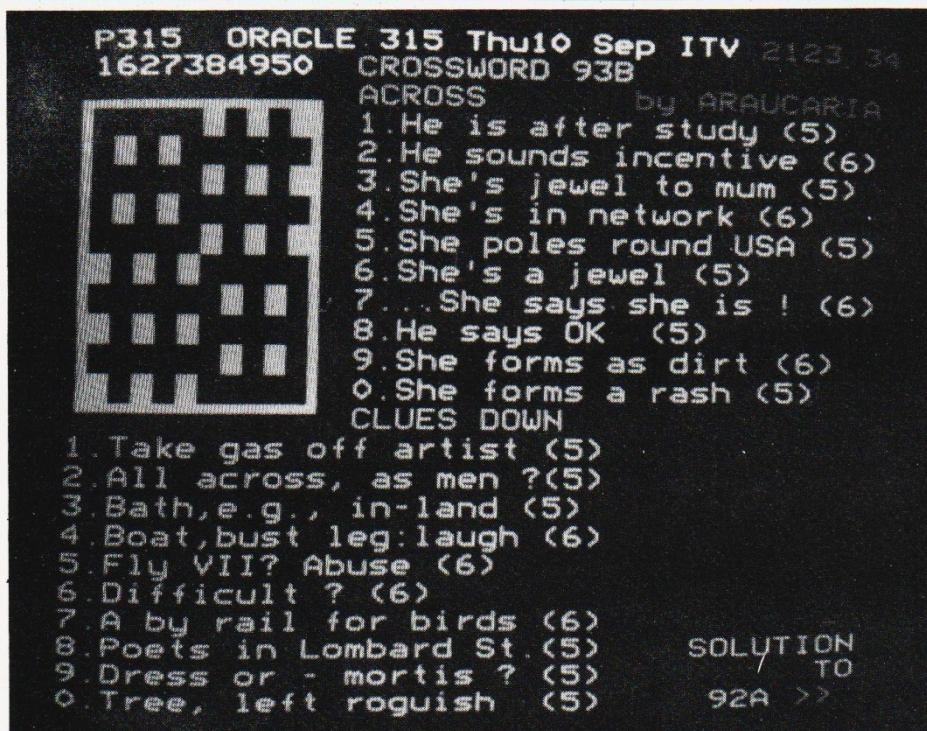 P315 ORACLE 315 Thu10 Sep ITV 2123.34
1627384950 CROSSWORD 93B
ACROSS by ARAUCARIA
1.He is after study (5)
2.He sounds incentive (6)
3.She's jewel to mum (5)
4.She's in network (6)
5.She poles round USA (5)
6.She's a jewel (5)
7...She says she is ! (6)
8.He says OK (5)
9.She forms as dirt (6)
0.She forms a rash (5)
CLUES DOWN
1.Take gas off artist (5)
2.All across, as men ?(5)
3.Bath,e.g., in-land (5)
4.Boat,bust leg:laugh (6)
5.Fly VII? Abuse (6)
6.Difficult ? (6)
7.A by rail for birds (6)
8.Poets in Lombard St.(5)
9.Dress or - mortis ? (5)
0.Tree, left roguish (5)
SOLUTION
TO
92A >>